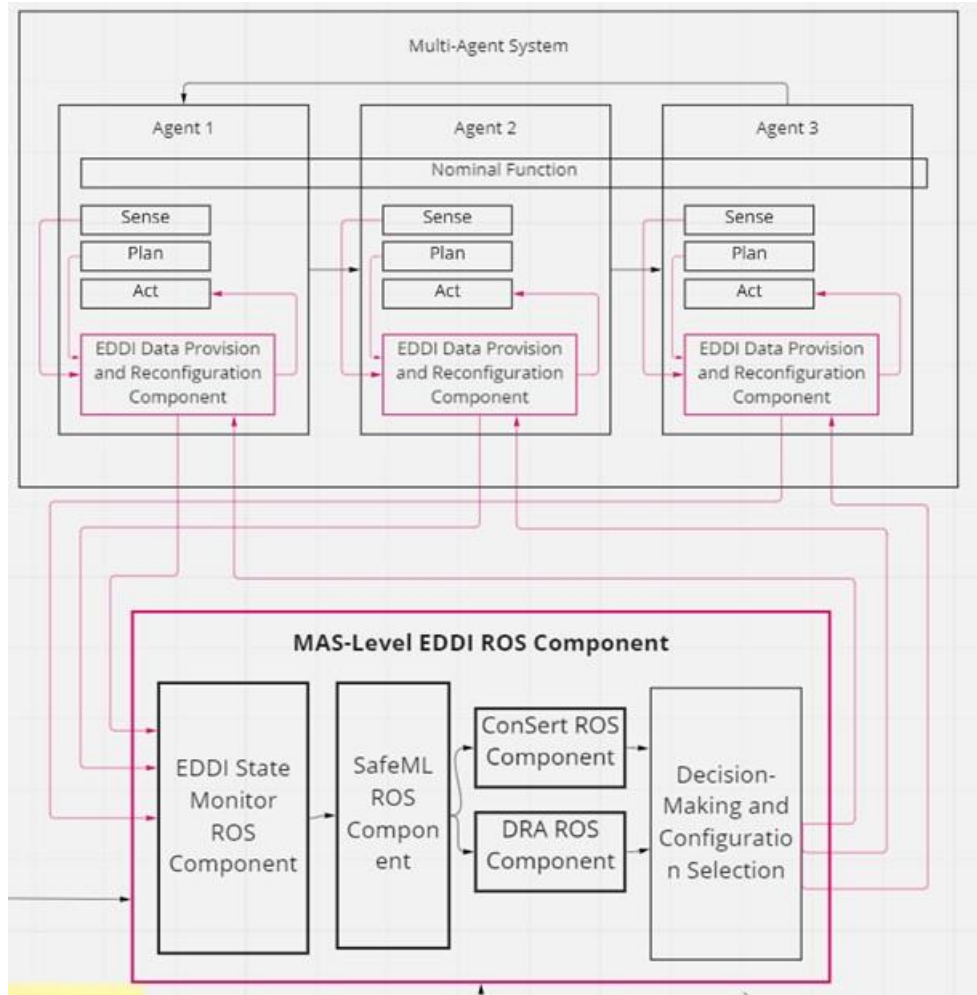 Multi-Agent System
Agent 1
Agent 2
Agent 3
Nominal Function
Sense
Plan
Act
EDDI Data Provision
and Reconfiguration
Component
Sense
Plan
Act
EDDI Data Provision
and Reconfiguration
Component
Sense
Plan
Act
EDDI Data Provision
and Reconfiguration
Component
MAS-Level EDDI ROS Component
EDDI State
Monitor
ROS
Component
SafeML
ROS
Compon
ent
ConSert ROS
Component
DRA ROS
Component
Decision-
Making and
Configuratio
n Selection